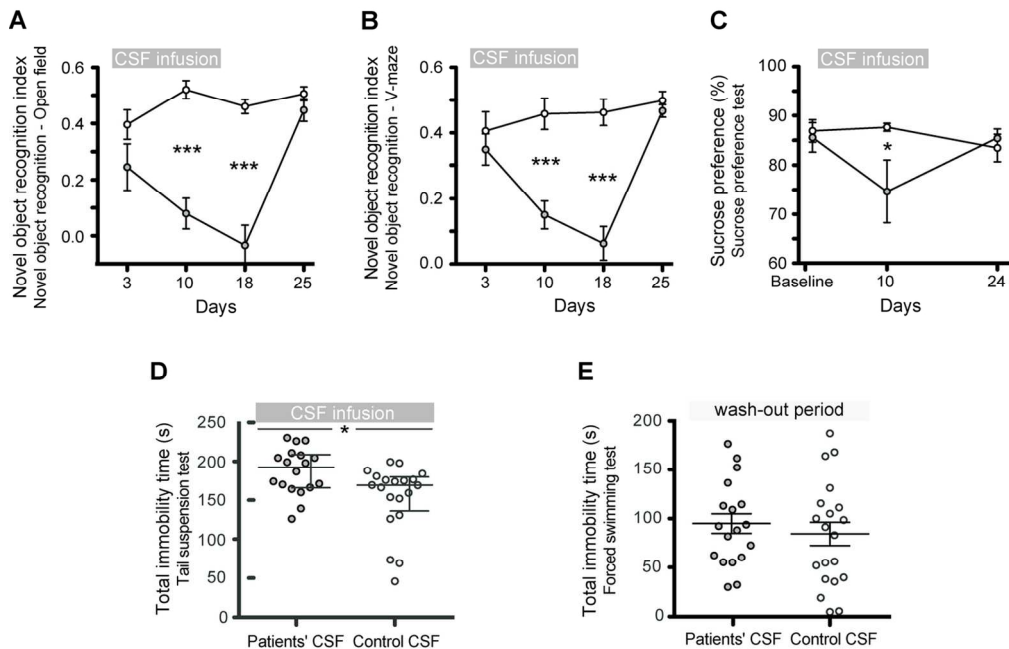 A
CSF infusion
Novel object recognition index
Novel object recognition - Open field
0.6
0.4
0.2
0.0
***
***
3 10 18 25
Days
B
CSF infusion
Novel object recognition index
Novel object recognition - V-maze
0.6
0.4
0.2
0.0
***
***
3 10 18 25
Days
C
CSF infusion
Sucrose preference (%)
Sucrose preference test
100
90
80
70
60
*
Baseline 10 24
Days
D
CSF infusion
Total immobility time (s)
Tail suspension test
250
200
150
100
50
0
*
Patients' CSF Control CSF
E
wash-out period
Total immobility time (s)
Forced swimming test
200
150
100
50
0
Patients' CSF Control CSF